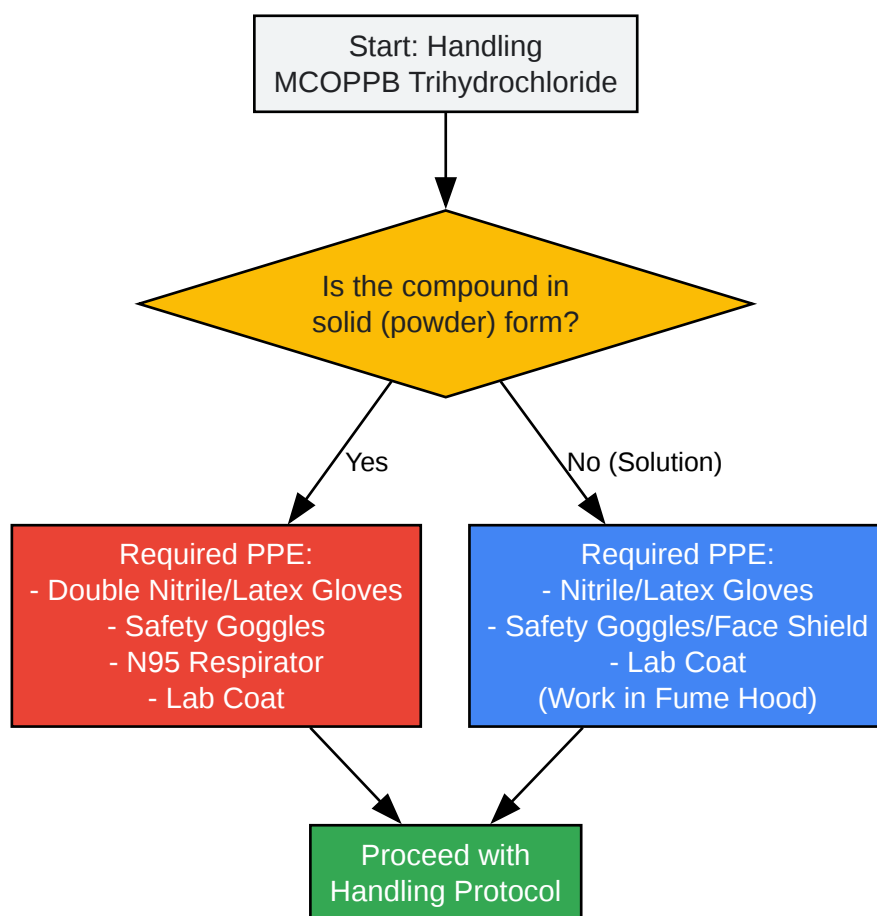 Start: Handling
MCOPPB Trihydrochloride
Is the compound in
solid (powder) form?
Yes
No (Solution)
Required PPE:
- Double Nitrile/Latex Gloves
- Safety Goggles
- N95 Respirator
- Lab Coat
Required PPE:
- Nitrile/Latex Gloves
- Safety Goggles/Face Shield
- Lab Coat
(Work in Fume Hood)
Proceed with
Handling Protocol